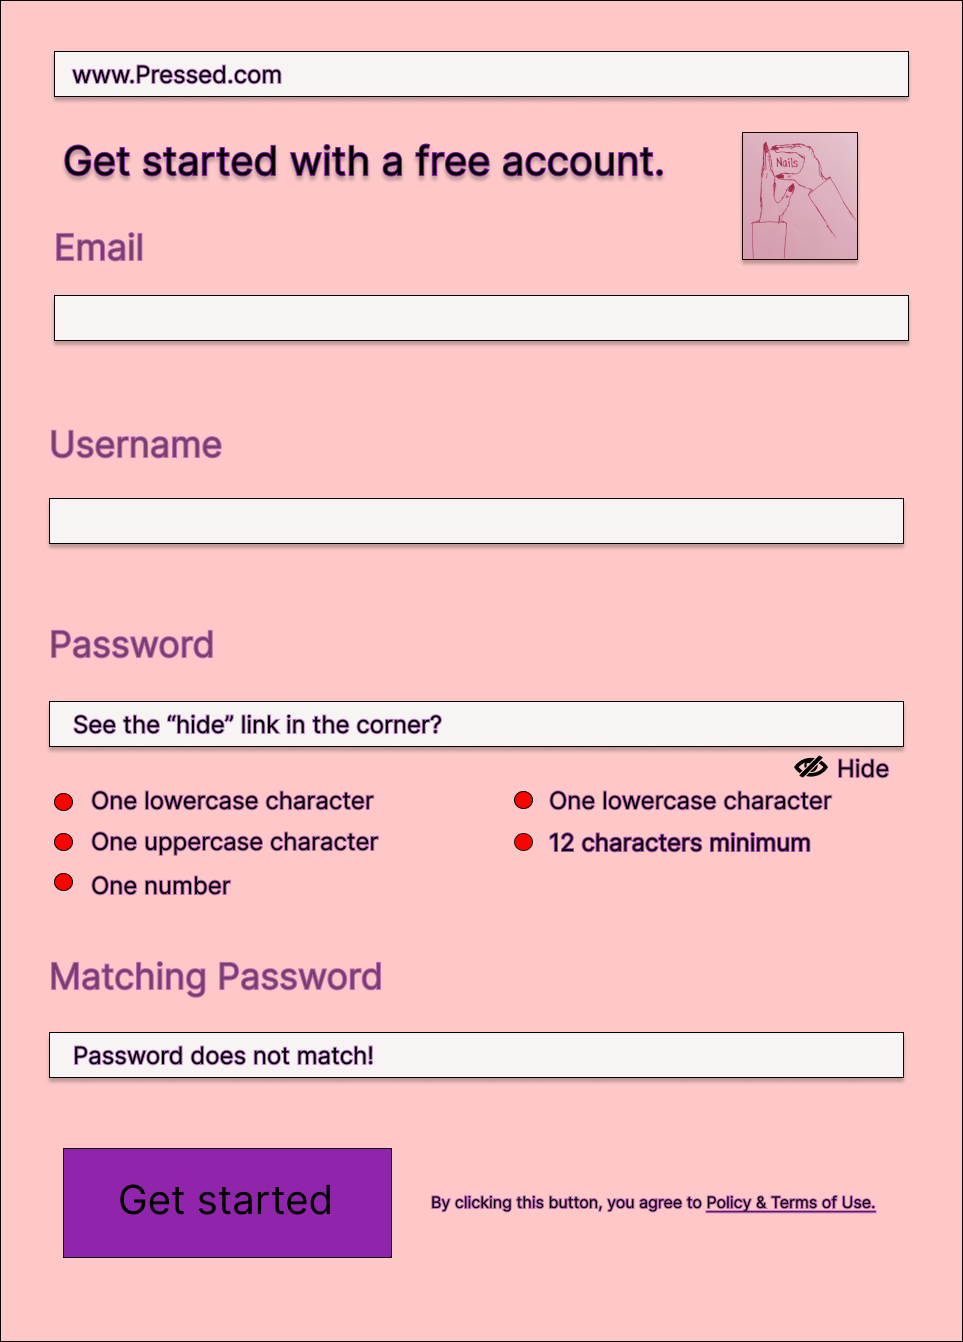 www.Pressed.com
Get started with a free account.
Nails
Email
Username
Password
See the “hide” link in the corner?
Hide
One lowercase character
One uppercase character
One number
One lowercase character
12 characters minimum
Matching Password
Password does not match!
Get started
By clicking this button, you agree to Policy & Terms of Use.